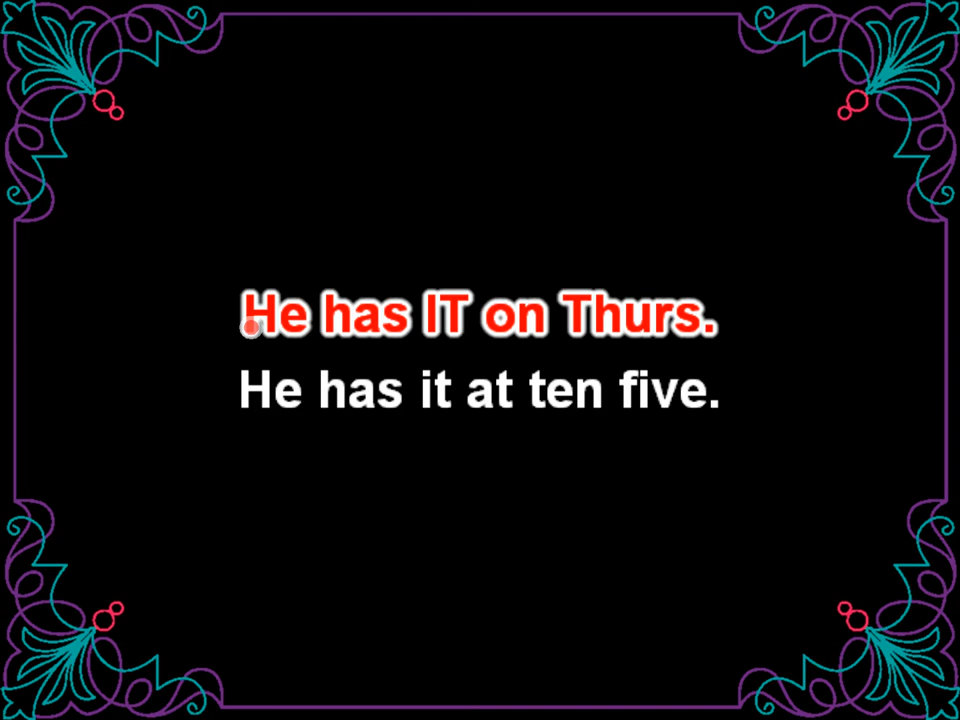 He has IT on Thurs.
He has it at ten five.